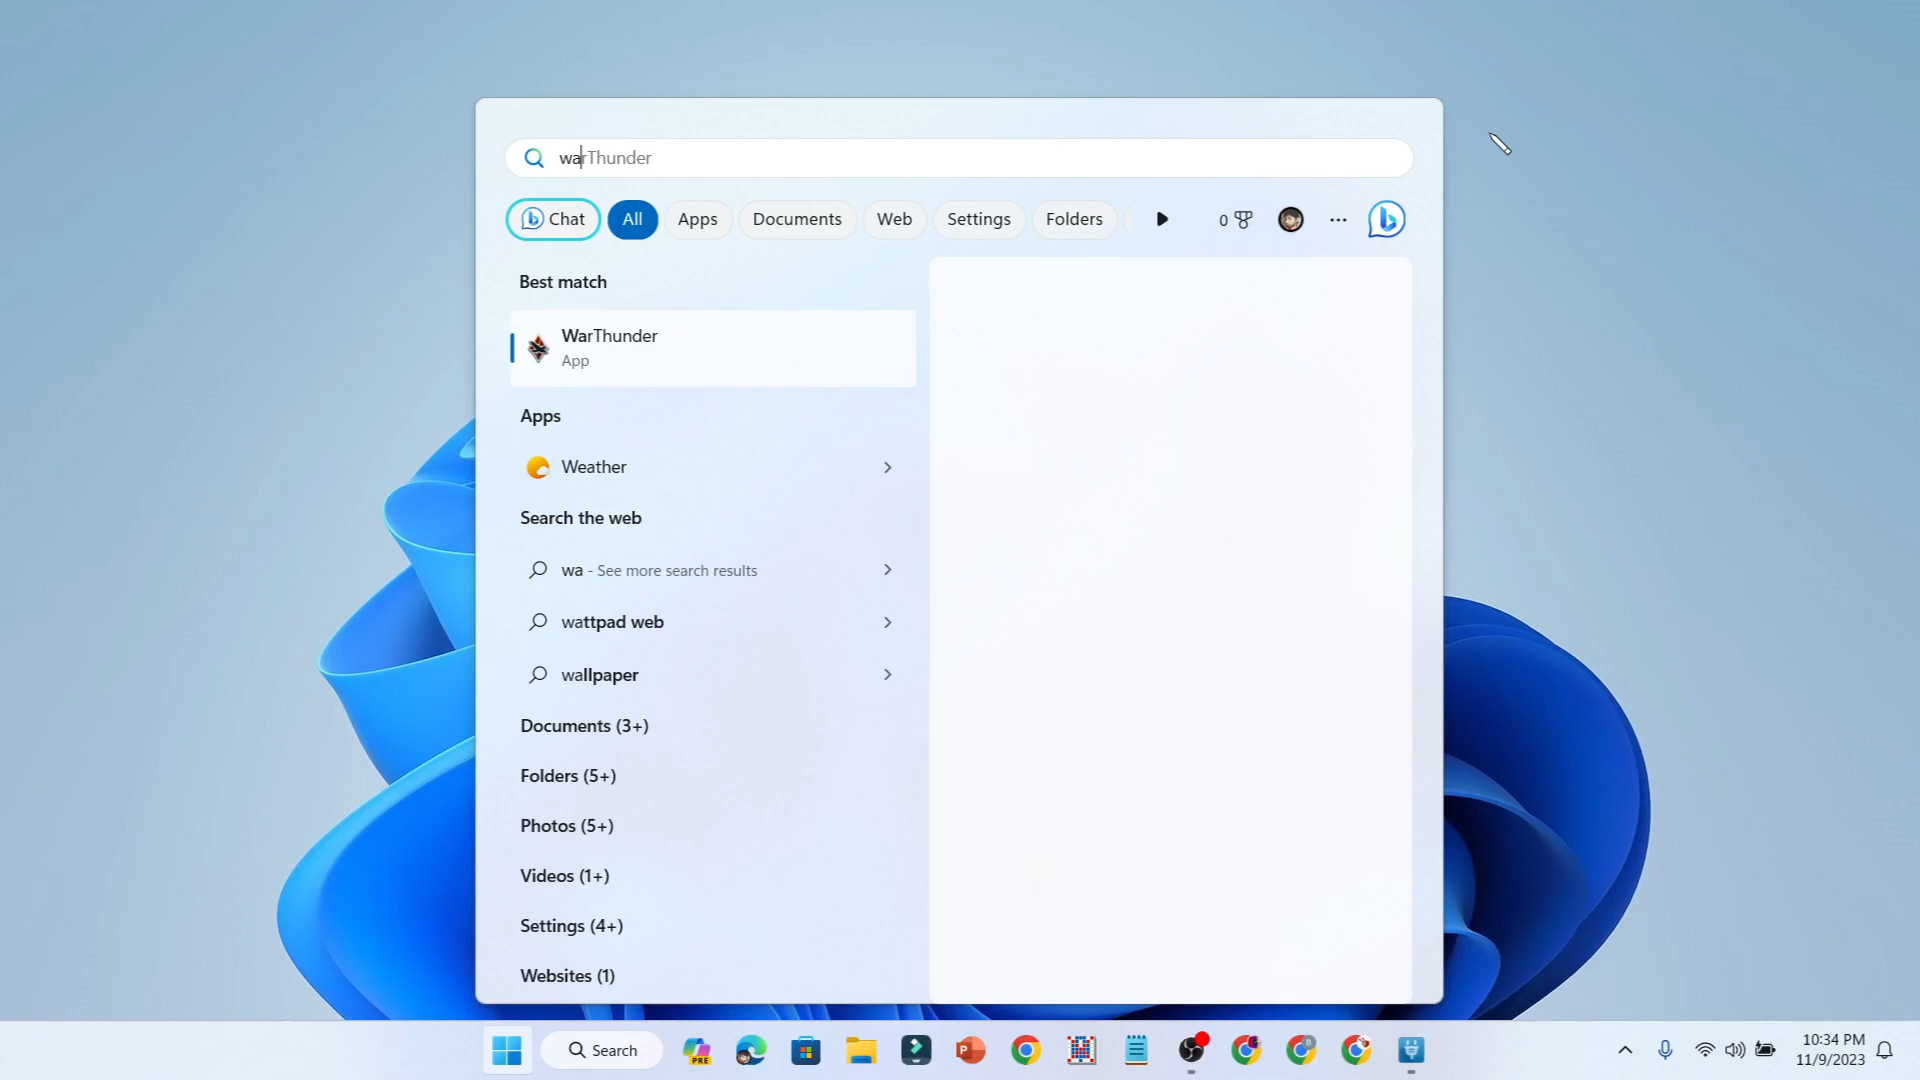 warThunder
Chat All Apps Documents Web Settings Folders 0
Best match
WarThunder
App
Apps
Weather
Search the web
wa - See more search results
wattpad web
wallpaper
Documents (3+)
Folders (5+)
Photos (5+)
Videos (1+)
Settings (4+)
Websites (1)
Search PRE P B 10:34 PM
11/9/2023